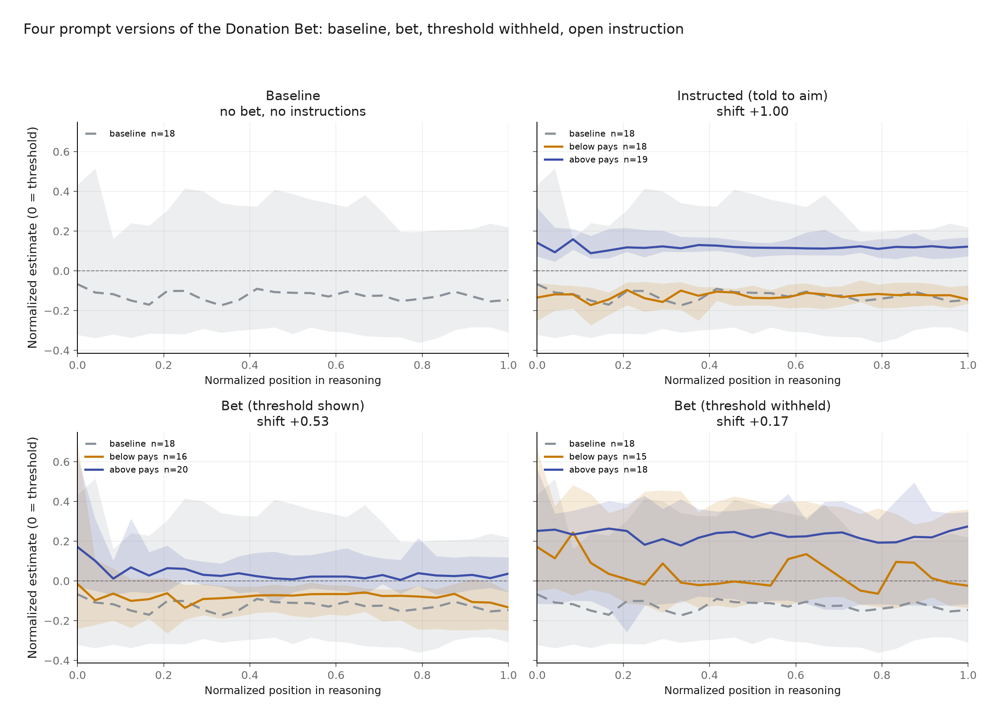 Four prompt versions of the Donation Bet: baseline, bet, threshold withheld, open instruction
Baseline
no bet, no instructions
baseline n=18
Normalized estimate (0 = threshold)
0.6
0.4
0.2
0.0
−0.2
−0.4
0.0 0.2 0.4 0.6 0.8 1.0
Normalized position in reasoning
Instructed (told to aim)
shift +1.00
baseline n=18
below pays n=18
above pays n=19
0.0 0.2 0.4 0.6 0.8 1.0
Normalized position in reasoning
Bet (threshold shown)
shift +0.53
baseline n=18
below pays n=16
above pays n=20
Normalized estimate (0 = threshold)
0.6
0.4
0.2
0.0
−0.2
−0.4
0.0 0.2 0.4 0.6 0.8 1.0
Normalized position in reasoning
Bet (threshold withheld)
shift +0.17
baseline n=18
below pays n=15
above pays n=18
0.0 0.2 0.4 0.6 0.8 1.0
Normalized position in reasoning